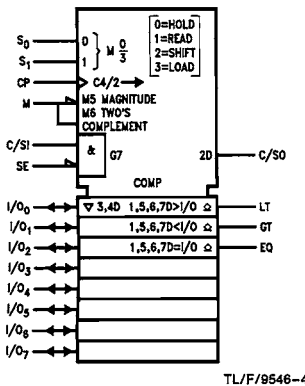 S0
0
S1
1
M 0/3
[0=HOLD
1=READ
2=SHIFT
3=LOAD]
CP
C4/2→
M
M5 MAGNITUDE
M6 TWO'S
COMPLEMENT
C/SI
&
G7
2D
C/SO
SE
COMP
I/O0
▽ 3,4D 1,5,6,7D>I/O Ω
LT
I/O1
1,5,6,7D<I/O Ω
GT
I/O2
1,5,6,7D=I/O Ω
EQ
I/O3
I/O4
I/O5
I/O6
I/O7
TL/F/9546–4